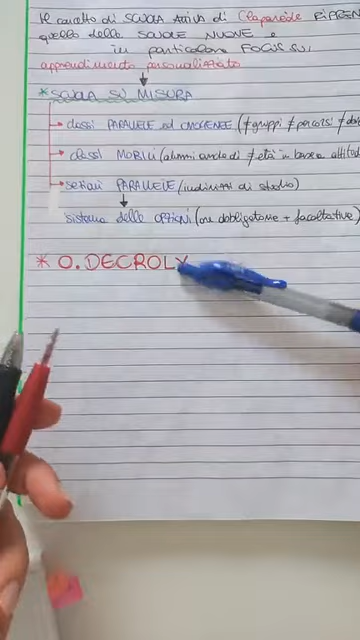 Il concetto di SCUOLA ATTIVA di Claparède RIPREN
quello delle SCUOLE NUOVE e
in particolare FOCUS SU:
apprendimento personalizzato
*SCUOLA SU MISURA
→ classi PARALLELE ed OMOGENEE (≠gruppi ≠percorsi ≠
→ classi MOBILI (alunni anche di ≠età in base attitud
→ sezioni PARALLELE (indirizzi di studio)
sistema delle OPZIONI (ore obbligatorie + facoltative)
* O. DECROLY